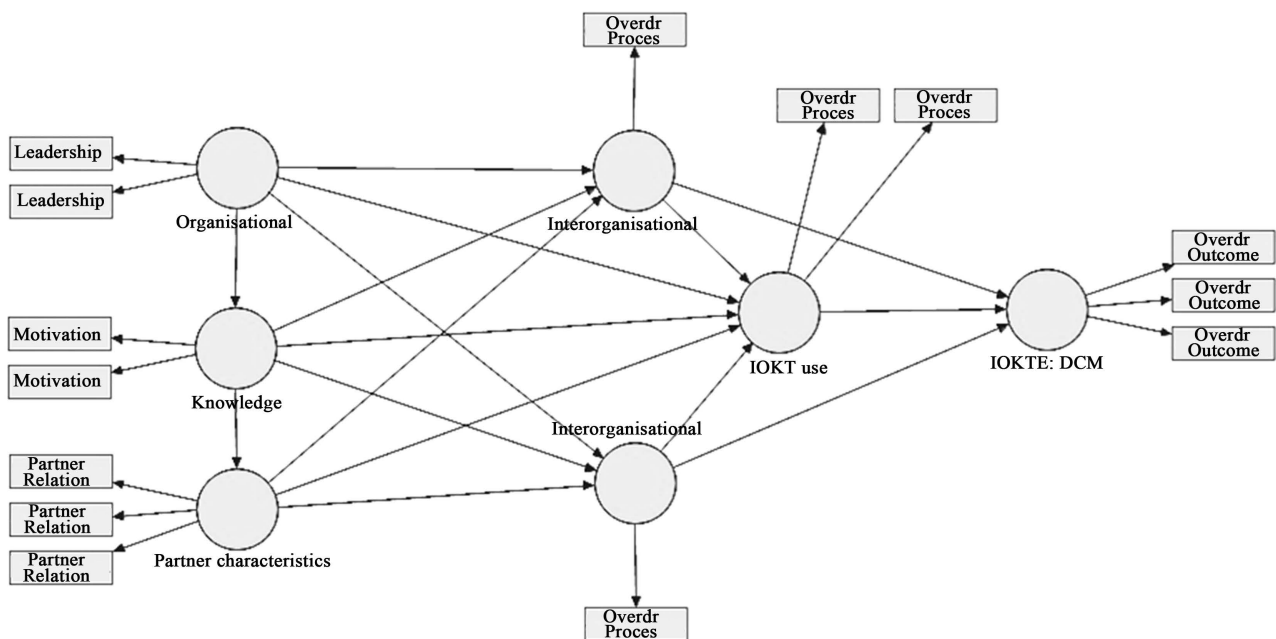 Overdr
Proces
Overdr
Proces
Overdr
Proces
Leadership
Leadership
Organisational
Interorganisational
Overdr
Outcome
Overdr
Outcome
Overdr
Outcome
Motivation
Motivation
Knowledge
IOKT use
IOKTE: DCM
Interorganisational
Partner
Relation
Partner
Relation
Partner
Relation
Partner characteristics
Overdr
Proces